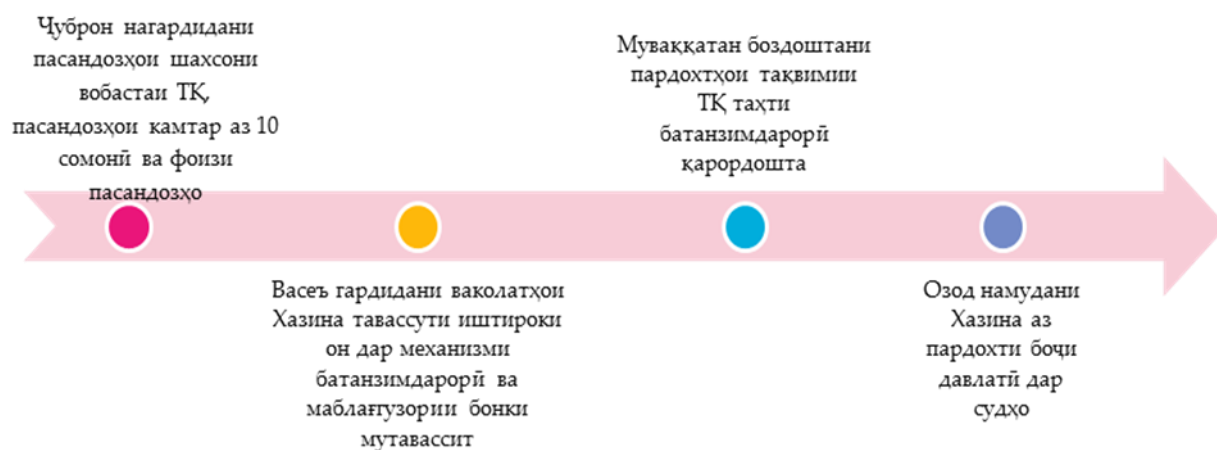 Ҷуброн нагардидани
пасандозҳои шахсони
вобастаи ТҚ,
пасандозҳои камтар аз 10
сомонӣ ва фоизи
пасандозҳо
Васеъ гардидани ваколатҳои
Хазина тавассути иштироки
он дар механизми
батанзимдарорӣ ва
маблағгузории бонки
мутавассит
Муваққатан боздоштани
пардохтҳои тақвимии
ТҚ таҳти
батанзимдарорӣ
қарордошта
Озод намудани
Хазина аз
пардохти боҷи
давлатӣ дар
судҳо